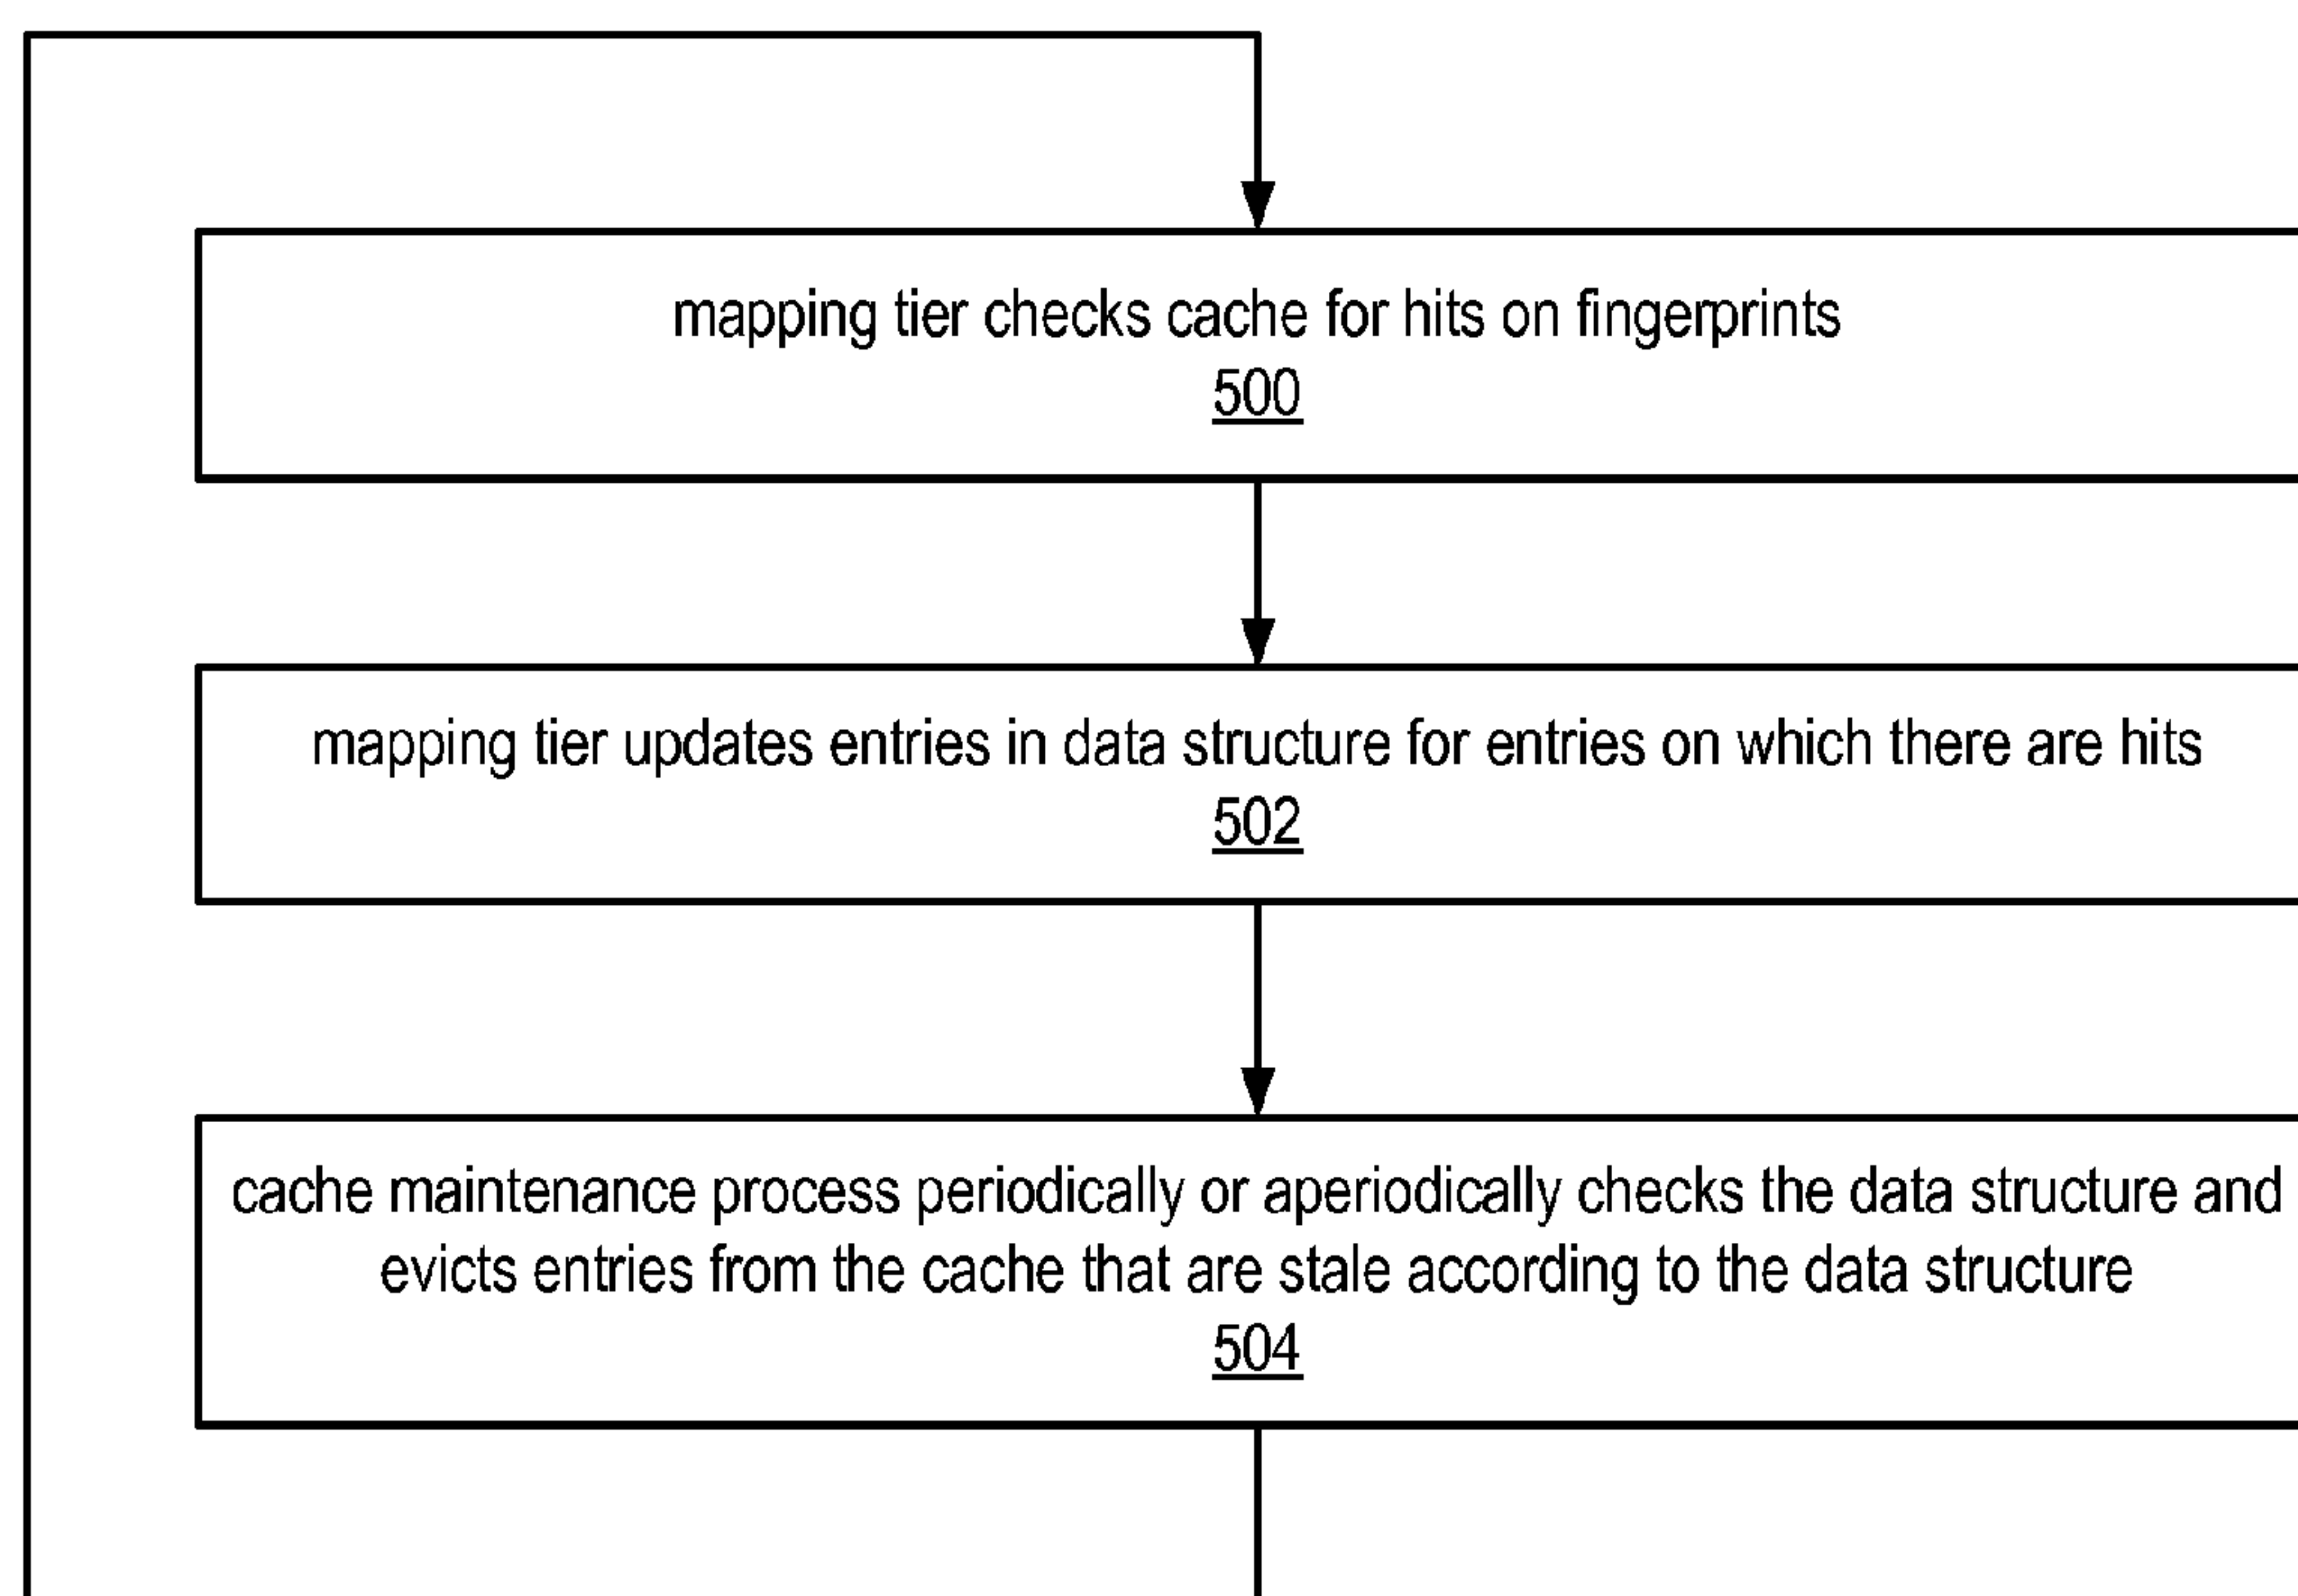 mapping tier checks cache for hits on fingerprints
500
mapping tier updates entries in data structure for entries on which there are hits
502
cache maintenance process periodically or aperiodically checks the data structure and
evicts entries from the cache that are stale according to the data structure
504